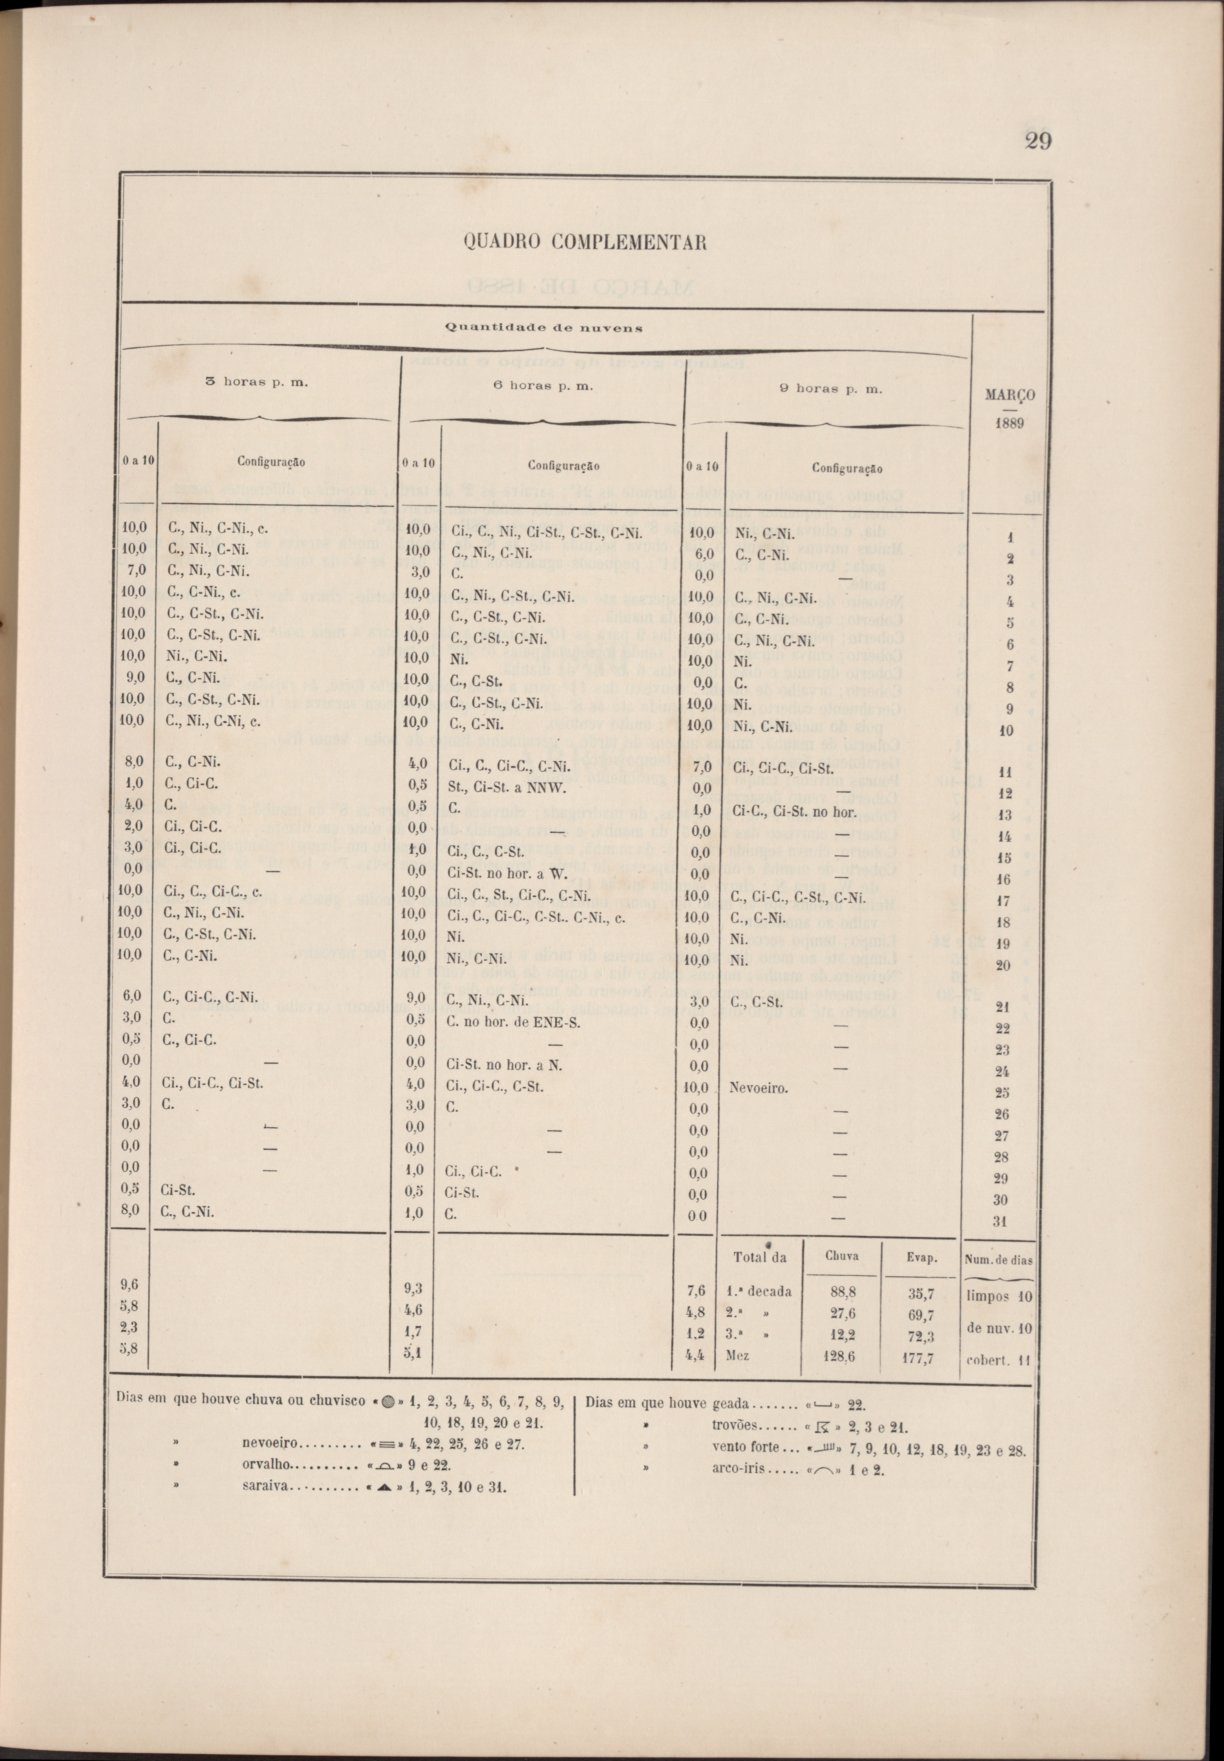 29
QUADRO COMPLEMENTAR
Quantidade de nuvens
3 horas p. m. 6 horas p. m. 9 horas p. m. MARÇO
1889
0 a 10 Configuração 0 a 10 Configuração 0 a 10 Configuração
10,0 C., Ni., C-Ni., c. 10,0 Ci., C., Ni., Ci-St., C-St., C-Ni. 10,0 Ni., C-Ni. 1
10,0 C., Ni., C-Ni. 10,0 C., Ni., C-Ni. 6,0 C., C-Ni. 2
7,0 C., Ni., C-Ni. 3,0 C. 0,0 — 3
10,0 C., C-Ni., c. 10,0 C., Ni., C-St., C-Ni. 10,0 C., Ni., C-Ni. 4
10,0 C., C-St., C-Ni. 10,0 C., C-St., C-Ni. 10,0 C., C-Ni. 5
10,0 C., C-St., C-Ni. 10,0 C., C-St., C-Ni. 10,0 C., Ni., C-Ni. 6
10,0 Ni., C-Ni. 10,0 Ni. 10,0 Ni. 7
9,0 C., C-Ni. 10,0 C., C-St. 0,0 C. 8
10,0 C., C-St., C-Ni. 10,0 C., C-St., C-Ni. 10,0 Ni. 9
10,0 C., Ni., C-Ni, c. 10,0 C., C-Ni. 10,0 Ni., C-Ni. 10
8,0 C., C-Ni. 4,0 Ci., C., Ci-C., C-Ni. 7,0 Ci., Ci-C., Ci-St. 11
1,0 C., Ci-C. 0,5 St., Ci-St. a NNW. 0,0 — 12
4,0 C. 0,5 C. 1,0 Ci-C., Ci-St. no hor. 13
2,0 Ci., Ci-C. 0,0 — 0,0 — 14
3,0 Ci., Ci-C. 1,0 Ci., C., C-St. 0,0 — 15
0,0 — 0,0 Ci-St. no hor. a W. 0,0 — 16
10,0 Ci., C., Ci-C., c. 10,0 Ci., C., St., Ci-C., C-Ni. 10,0 C., Ci-C., C-St., C-Ni. 17
10,0 C., Ni., C-Ni. 10,0 Ci., C., Ci-C., C-St.. C-Ni., c. 10.0 C., C-Ni. 18
10,0 C., C-St., C-Ni. 10,0 Ni. 10,0 Ni. 19
10,0 C., C-Ni. 10,0 Ni., C-Ni. 10,0 Ni. 20
6,0 C., Ci-C., C-Ni. 9,0 C., Ni., C-Ni. 3,0 C., C-St. 21
3,0 C. 0,5 C. no hor. de ENE-S. 0,0 — 22
0,5 C., Ci-C. 0,0 — 0,0 — 23
0,0 — 0,0 Ci-St. no hor. a N. 0,0 — 24
4,0 Ci., Ci-C., Ci-St. 4,0 Ci., Ci-C., C-St. 10,0 Nevoeiro. 25
3,0 C. 3,0 C. 0,0 — 26
0,0 — 0,0 — 0,0 — 27
0,0 — 0,0 — 0,0 — 28
0,0 — 1,0 Ci., Ci-C. 0,0 — 29
0,5 Ci-St. 0,5 Ci-St. 0,0 — 30
8,0 C., C-Ni. 1,0 C. 0 0 — 31
Total da Chuva Evap. Num. de dias
9,6 9,3 7,6 1.ª decada 88,8 35,7 limpos 10
5,8 4,6 4,8 2.ª » 27,6 69,7
2,3 1,7 1,2 3.ª » 12,2 72,3 de nuv. 10
5,8 5,1 4,4 Mez 128,6 177,7 cobert. 11
Dias em que houve chuva ou chuvisco « » 1, 2, 3, 4, 5, 6, 7, 8, 9,
10, 18, 19, 20 e 21.
» nevoeiro......... « » 4, 22, 25, 26 e 27.
» orvalho.......... « » 9 e 22.
» saraiva.......... « » 1, 2, 3, 10 e 31.
Dias em que houve geada....... « » 22.
» trovões...... « » 2, 3 e 21.
» vento forte... « » 7, 9, 10, 12, 18, 19, 23 e 28.
» arco-iris..... « » 1 e 2.